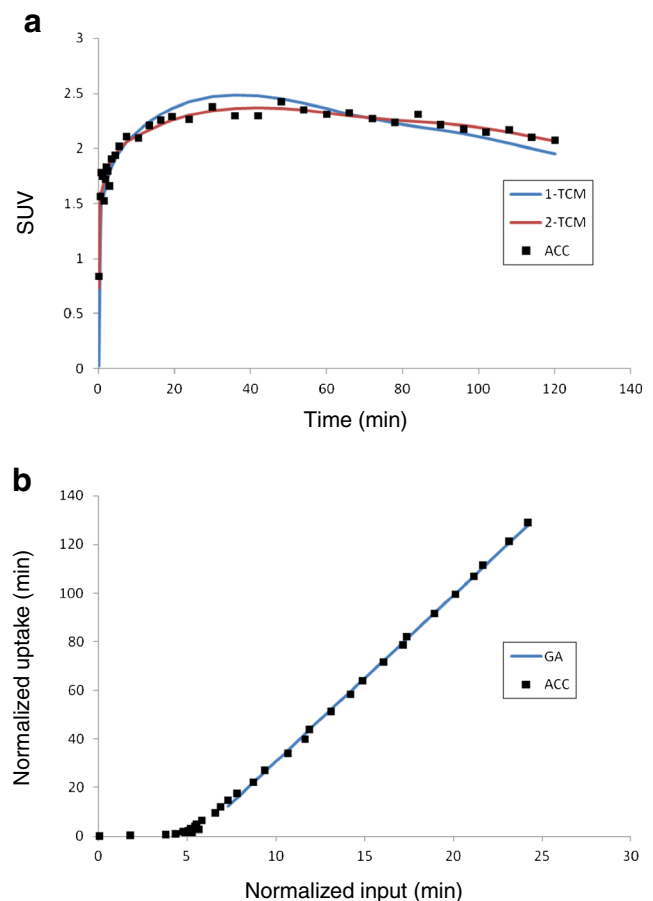 a
3
2.5
2
1.5
1
0.5
0
SUV
0 20 40 60 80 100 120 140
Time (min)
1-TCM
2-TCM
ACC
b
140
120
100
80
60
40
20
0
Normalized uptake (min)
0 5 10 15 20 25 30
Normalized input (min)
GA
ACC